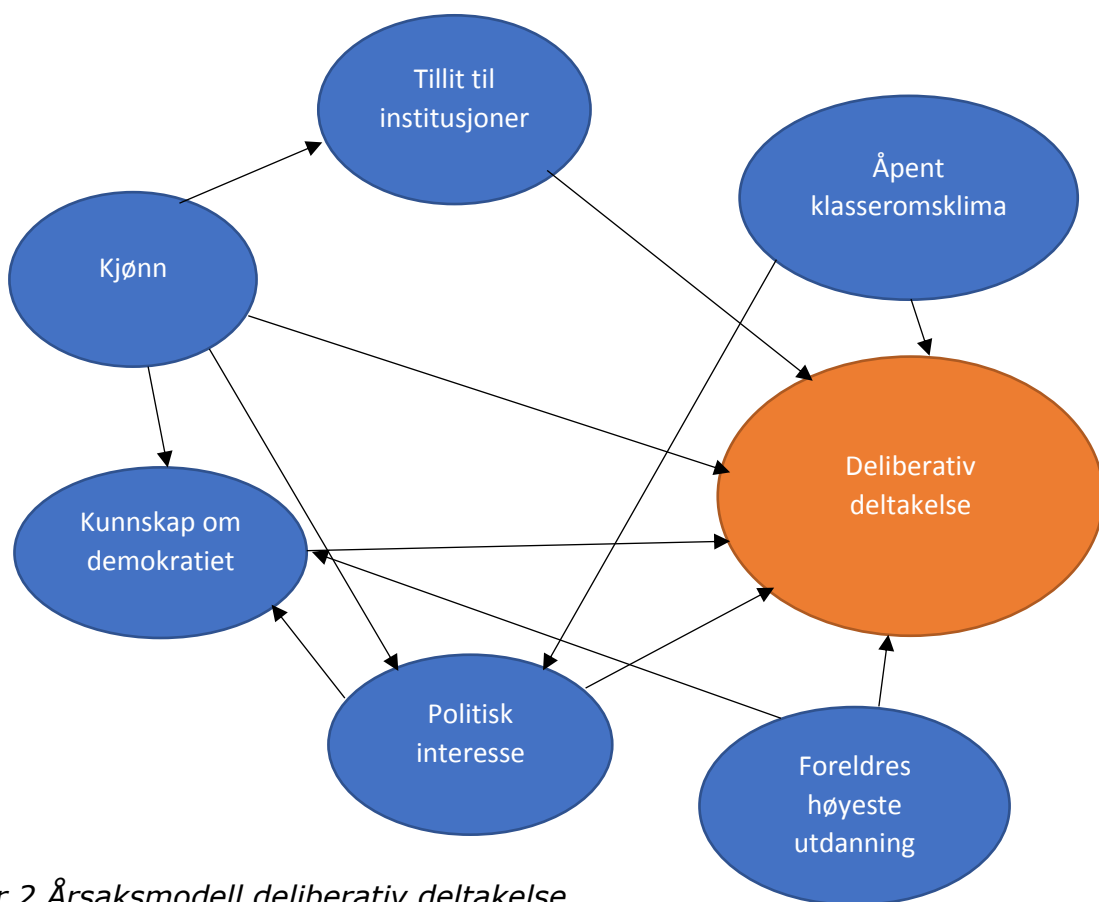 Tillit til
institusjoner
Åpent
klasseromsklima
Kjønn
Deliberativ
deltakelse
Kunnskap om
demokratiet
Politisk
interesse
Foreldres
høyeste
utdanning
r 2 Årsaksmodell deliberativ deltakelse